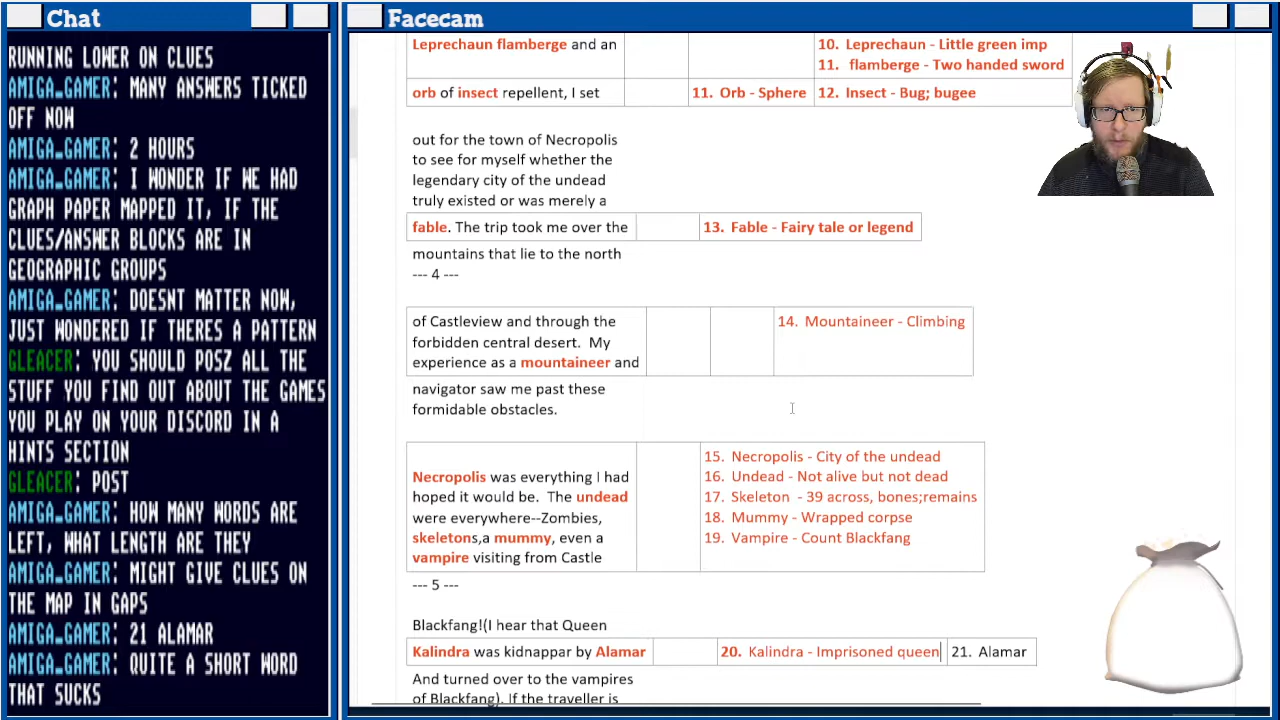 Chat
RUNNING LOWER ON CLUES
AMIGA_GAMER: MANY ANSWERS TICKED
OFF NOW
AMIGA_GAMER: 2 HOURS
AMIGA_GAMER: I WONDER IF WE HAD
GRAPH PAPER MAPPED IT, IF THE
CLUES/ANSWER BLOCKS ARE IN
GEOGRAPHIC GROUPS
AMIGA_GAMER: DOESNT MATTER NOW,
JUST WONDERED IF THERES A PATTERN
GLEACER: YOU SHOULD POSZ ALL THE
STUFF YOU FIND OUT ABOUT THE GAMES
YOU PLAY ON YOUR DISCORD IN A
HINTS SECTION
GLEACER: POST
AMIGA_GAMER: HOW MANY WORDS ARE
LEFT, WHAT LENGTH ARE THEY
AMIGA_GAMER: MIGHT GIVE CLUES ON
THE MAP IN GAPS
AMIGA_GAMER: 21 ALAMAR
AMIGA_GAMER: QUITE A SHORT WORD
THAT SUCKS
Facecam
Leprechaun flamberge and an
10. Leprechaun - Little green imp
11. flamberge - Two handed sword
orb of insect repellent, I set
11. Orb - Sphere
12. Insect - Bug; bugee
out for the town of Necropolis
to see for myself whether the
legendary city of the undead
truly existed or was merely a
fable. The trip took me over the
13. Fable - Fairy tale or legend
mountains that lie to the north
--- 4 ---
of Castleview and through the
forbidden central desert. My
experience as a mountaineer and
14. Mountaineer - Climbing
navigator saw me past these
formidable obstacles.
Necropolis was everything I had
hoped it would be. The undead
were everywhere--Zombies,
skeletons,a mummy, even a
vampire visiting from Castle
15. Necropolis - City of the undead
16. Undead - Not alive but not dead
17. Skeleton - 39 across, bones;remains
18. Mummy - Wrapped corpse
19. Vampire - Count Blackfang
--- 5 ---
Blackfang!(I hear that Queen
Kalindra was kidnappar by Alamar
20. Kalindra - Imprisoned queen
21. Alamar
And turned over to the vampires
of Blackfang). If the traveller is